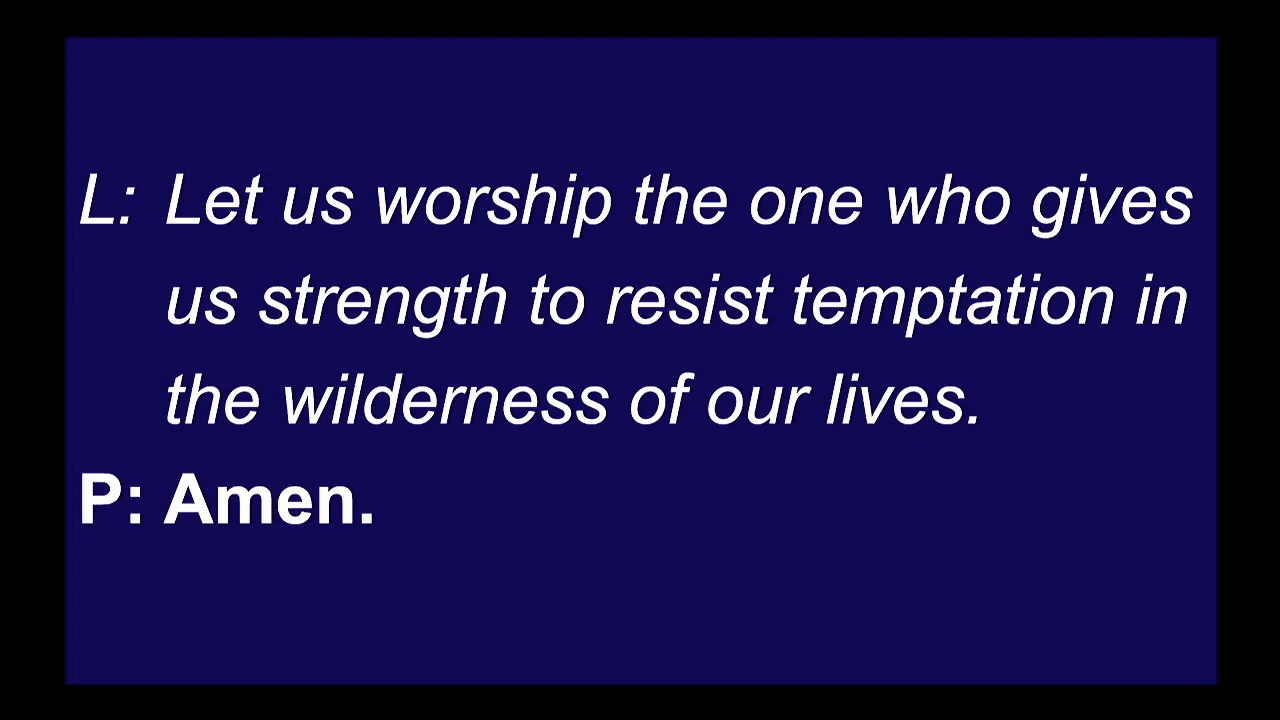 L: Let us worship the one who gives
us strength to resist temptation in
the wilderness of our lives.
P: Amen.